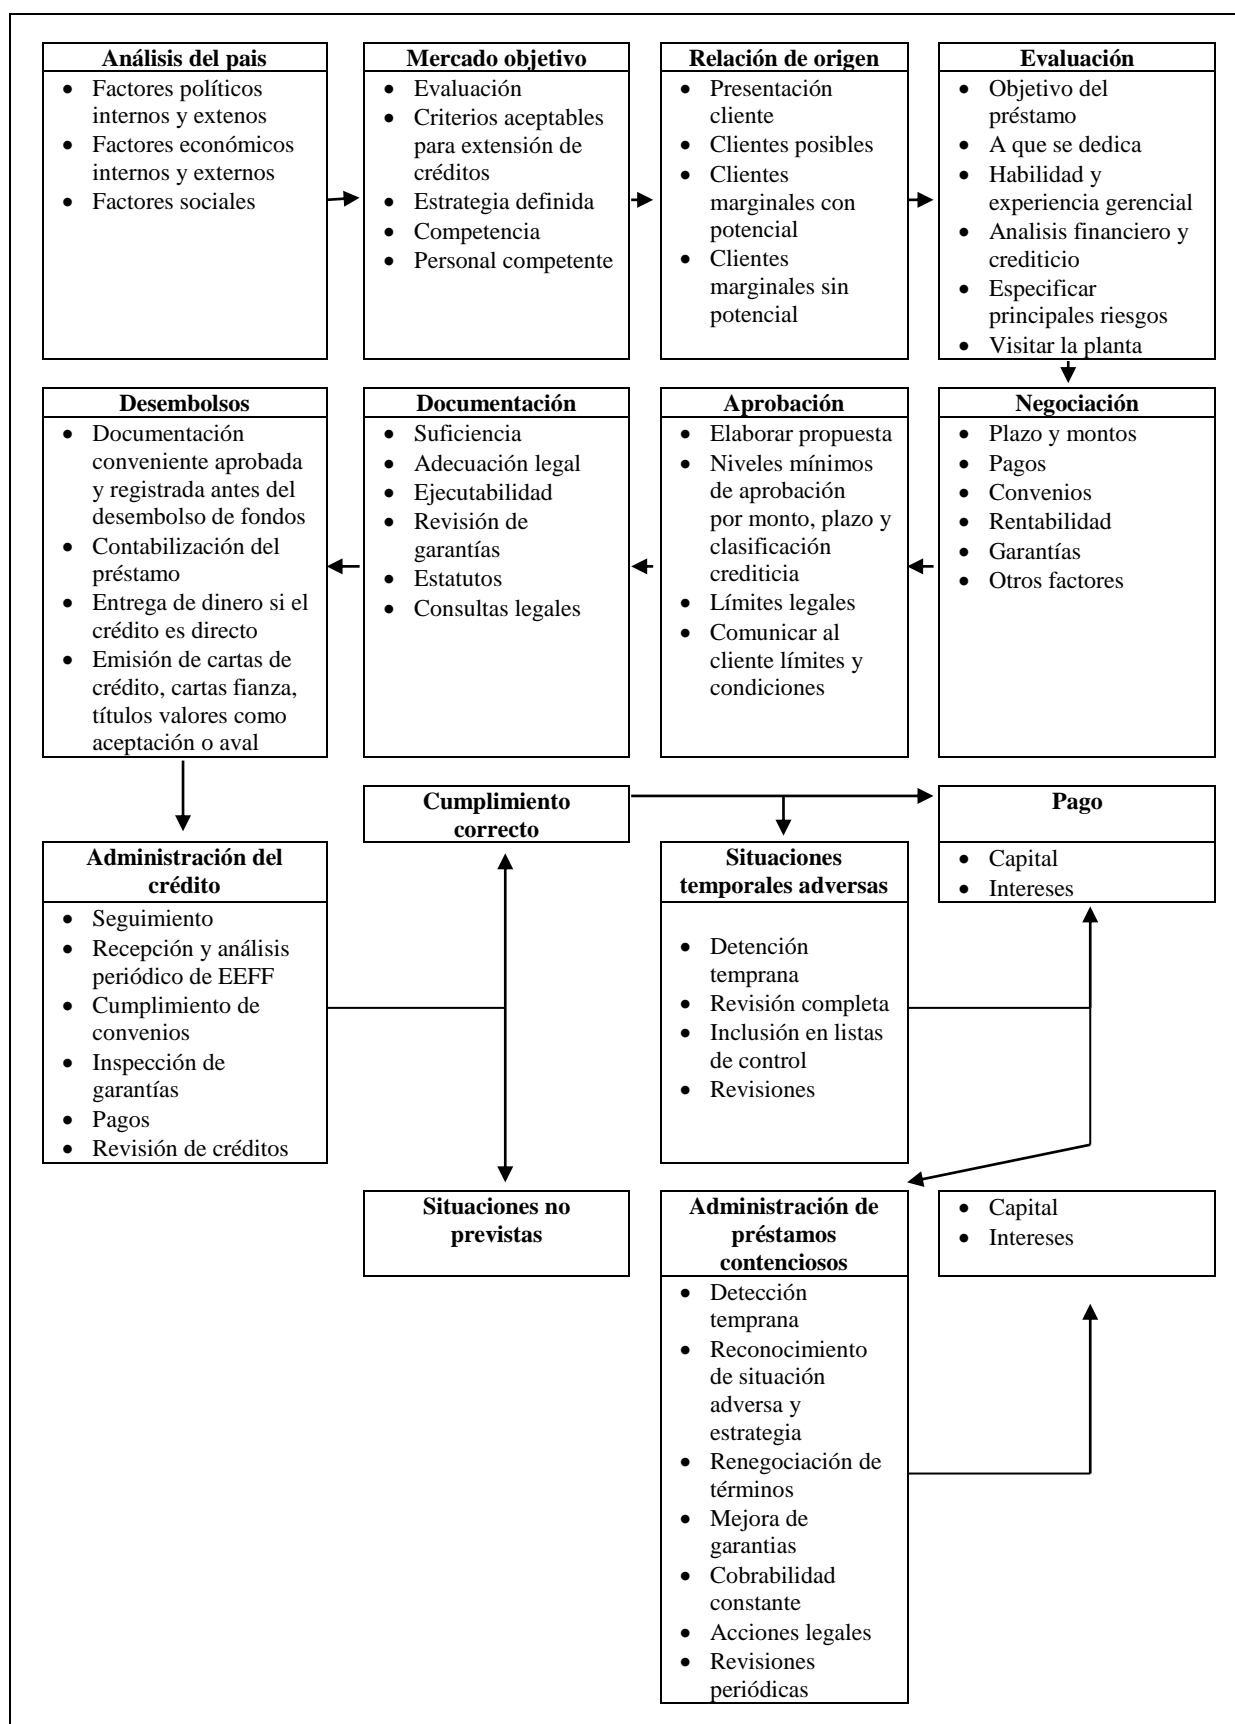 Análisis del pais
• Factores políticos
internos y extenos
• Factores económicos
internos y externos
• Factores sociales
Mercado objetivo
• Evaluación
• Criterios aceptables
para extensión de
créditos
• Estrategia definida
• Competencia
• Personal competente
Relación de origen
• Presentación
cliente
• Clientes posibles
• Clientes
marginales con
potencial
• Clientes
marginales sin
potencial
Evaluación
• Objetivo del
préstamo
• A que se dedica
• Habilidad y
experiencia gerencial
• Analisis financiero y
crediticio
• Especificar
principales riesgos
• Visitar la planta
Desembolsos
• Documentación
conveniente aprobada
y registrada antes del
desembolso de fondos
• Contabilización del
préstamo
• Entrega de dinero si el
crédito es directo
• Emisión de cartas de
crédito, cartas fianza,
títulos valores como
aceptación o aval
Documentación
• Suficiencia
• Adecuación legal
• Ejecutabilidad
• Revisión de
garantías
• Estatutos
• Consultas legales
Aprobación
• Elaborar propuesta
• Niveles mínimos
de aprobación
por monto, plazo y
clasificación
crediticia
• Límites legales
• Comunicar al
cliente límites y
condiciones
Negociación
• Plazo y montos
• Pagos
• Convenios
• Rentabilidad
• Garantías
• Otros factores
Cumplimiento
correcto
Pago
• Capital
• Intereses
Administración del
crédito
• Seguimiento
• Recepción y análisis
periódico de EEFF
• Cumplimiento de
convenios
• Inspección de
garantías
• Pagos
• Revisión de créditos
Situaciones
temporales adversas
• Detención
temprana
• Revisión completa
• Inclusión en listas
de control
• Revisiones
Situaciones no
previstas
Administración de
préstamos
contenciosos
• Detección
temprana
• Reconocimiento
de situación
adversa y
estrategia
• Renegociación de
términos
• Mejora de
garantias
• Cobrabilidad
constante
• Acciones legales
• Revisiones
periódicas
• Capital
• Intereses